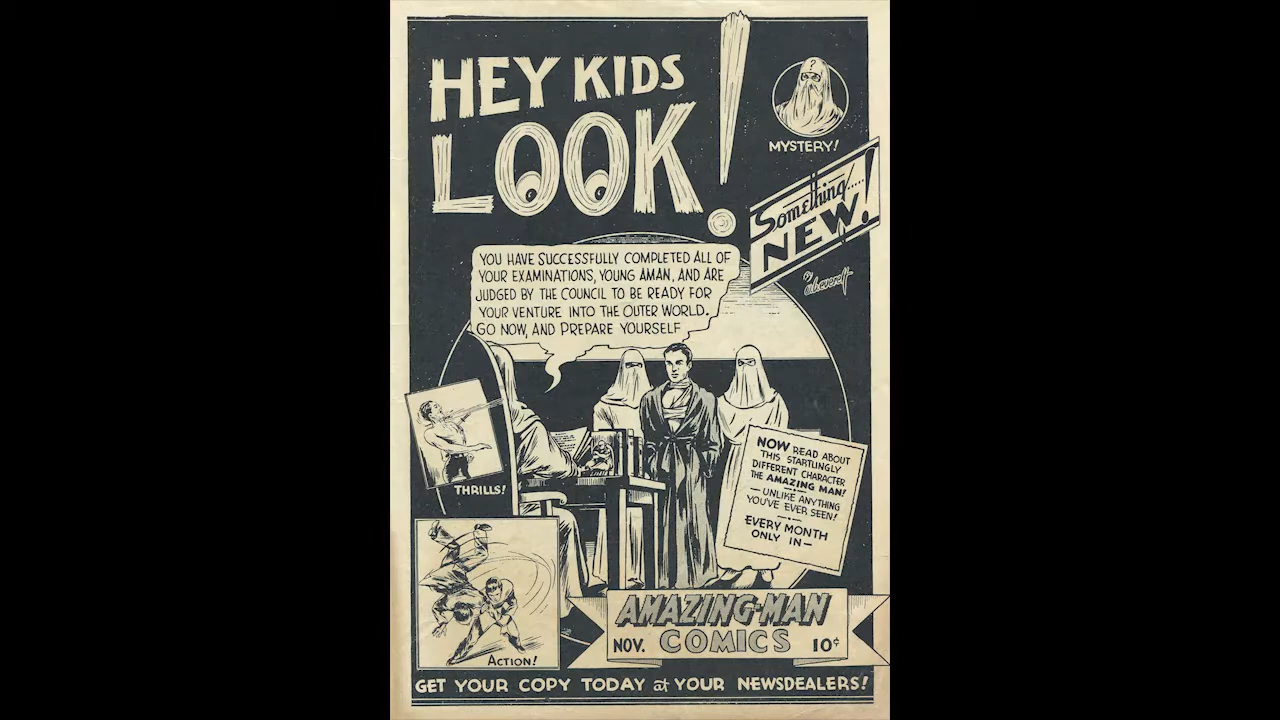 HEY KIDS
LOOK!
?
MYSTERY!
Something.....
NEW!
by
w.b.everett
YOU HAVE SUCCESSFULLY COMPLETED ALL OF
YOUR EXAMINATIONS, YOUNG AMAN, AND ARE
JUDGED BY THE COUNCIL TO BE READY FOR
YOUR VENTURE INTO THE OUTER WORLD.
GO NOW, AND PREPARE YOURSELF
THRILLS!
NOW READ ABOUT
THIS STARTLINGLY
DIFFERENT CHARACTER
THE AMAZING MAN!
—UNLIKE ANYTHING
YOU'VE EVER SEEN!
EVERY MONTH
ONLY IN—
ACTION!
AMAZING-MAN
NOV. COMICS 10¢
GET YOUR COPY TODAY at YOUR NEWSDEALERS!